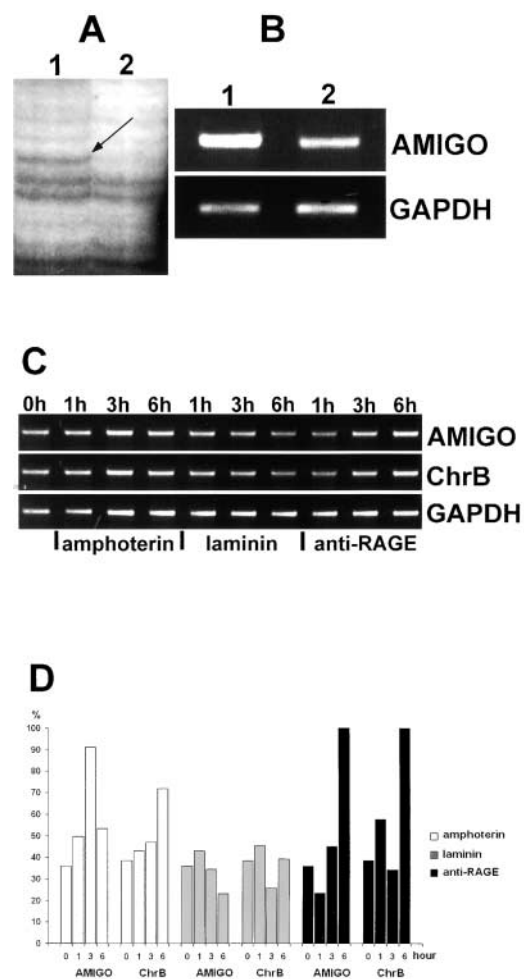 A
B
1 2
1 2
AMIGO
GAPDH
C
0h 1h 3h 6h 1h 3h 6h 1h 3h 6h
AMIGO
ChrB
GAPDH
amphoterin laminin anti-RAGE
D
%
100
90
80
70
60
50
40
30
20
10
0
amphoterin
laminin
anti-RAGE
0 1 3 6 0 1 3 6 0 1 3 6 0 1 3 6 0 1 3 6 0 1 3 6 hour
AMIGO ChrB AMIGO ChrB AMIGO ChrB